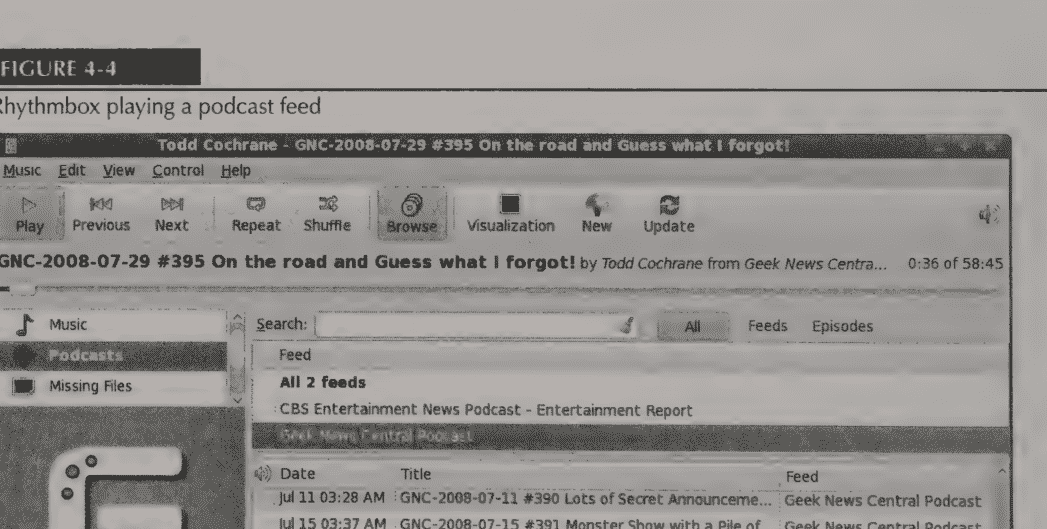 FIGURE 4-4
Rhythmbox playing a podcast feed
Todd Cochrane - GNC-2008-07-29 #395 On the road and Guess what I forgot!
Music Edit View Control Help
Play Previous Next Repeat Shuffle Browse Visualization New Update
GNC-2008-07-29 #395 On the road and Guess what I forgot! by Todd Cochrane from Geek News Centra... 0:36 of 58:45
Music
Podcasts
Missing Files
Search: All Feeds Episodes
Feed
All 2 feeds
CBS Entertainment News Podcast - Entertainment Report
Geek News Central Podcast
Date Title Feed
Jul 11 03:28 AM GNC-2008-07-11 #390 Lots of Secret Announceme... Geek News Central Podcast
Jul 15 03:37 AM GNC-2008-07-15 #391 Monster Show with a Pile of Geek News Central Podcast